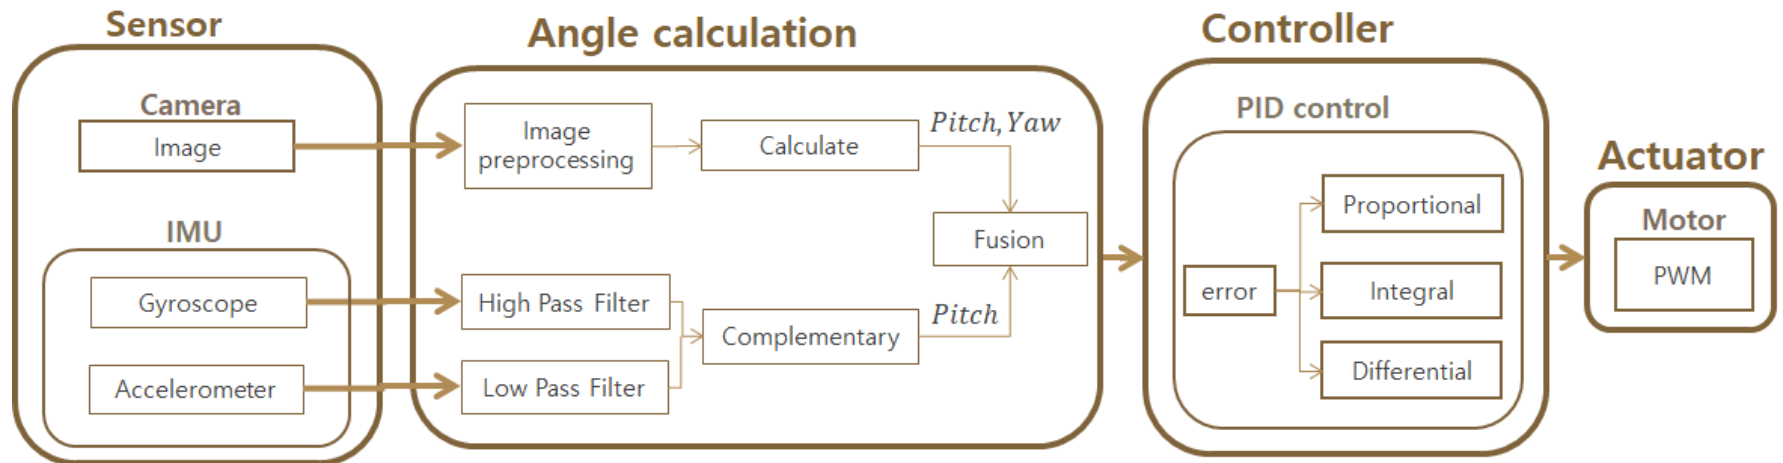 Sensor
Camera
Image
IMU
Gyroscope
Accelerometer
Angle calculation
Image
preprocessing
Calculate
Pitch, Yaw
Fusion
High Pass Filter
Low Pass Filter
Complementary
Pitch
Controller
PID control
error
Proportional
Integral
Differential
Actuator
Motor
PWM